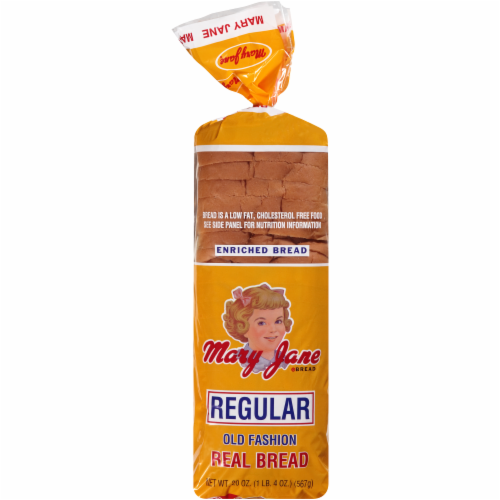 MARY JANE MA
Mary Jane
BREAD IS A LOW FAT, CHOLESTEROL FREE FOOD
SEE SIDE PANEL FOR NUTRITION INFORMATION
ENRICHED BREAD
Mary Jane
BREAD
REGULAR
OLD FASHION
REAL BREAD
NET WT. 20 OZ. (1 LB. 4 OZ.) (567g)